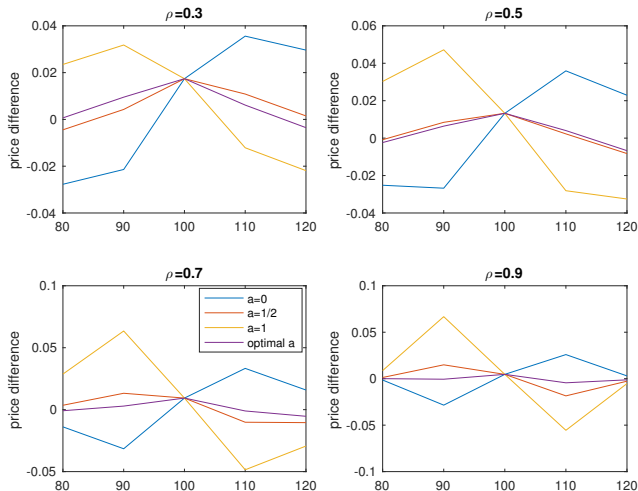 ρ=0.3
price difference
0.04
0.02
0
-0.02
-0.04
80 90 100 110 120
ρ=0.5
price difference
0.06
0.04
0.02
0
-0.02
-0.04
80 90 100 110 120
ρ=0.7
price difference
0.1
0.05
0
-0.05
80 90 100 110 120
a=0
a=1/2
a=1
optimal a
ρ=0.9
price difference
0.1
0.05
0
-0.05
-0.1
80 90 100 110 120